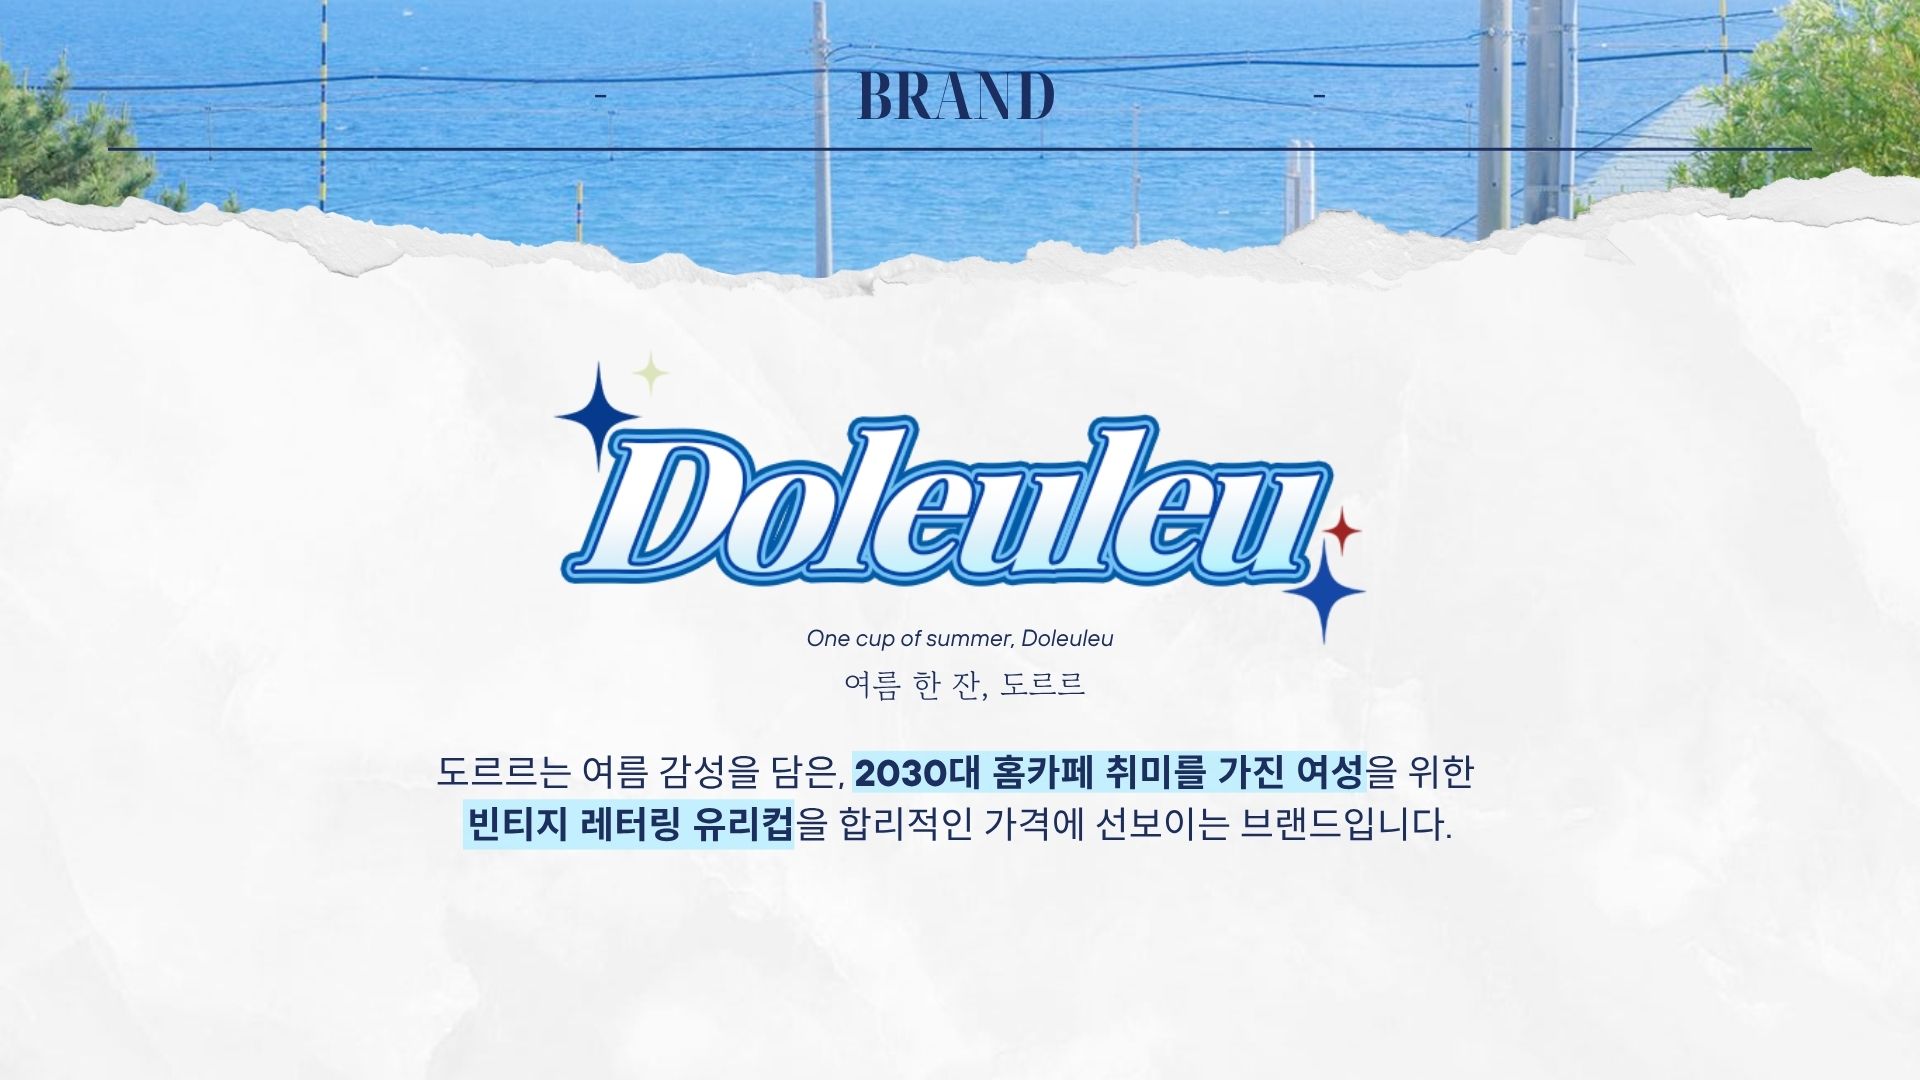 - BRAND -
Doleuleu
One cup of summer, Doleuleu
여름 한 잔, 도르르
도르르는 여름 감성을 담은, 2030대 홈카페 취미를 가진 여성을 위한
빈티지 레터링 유리컵을 합리적인 가격에 선보이는 브랜드입니다.